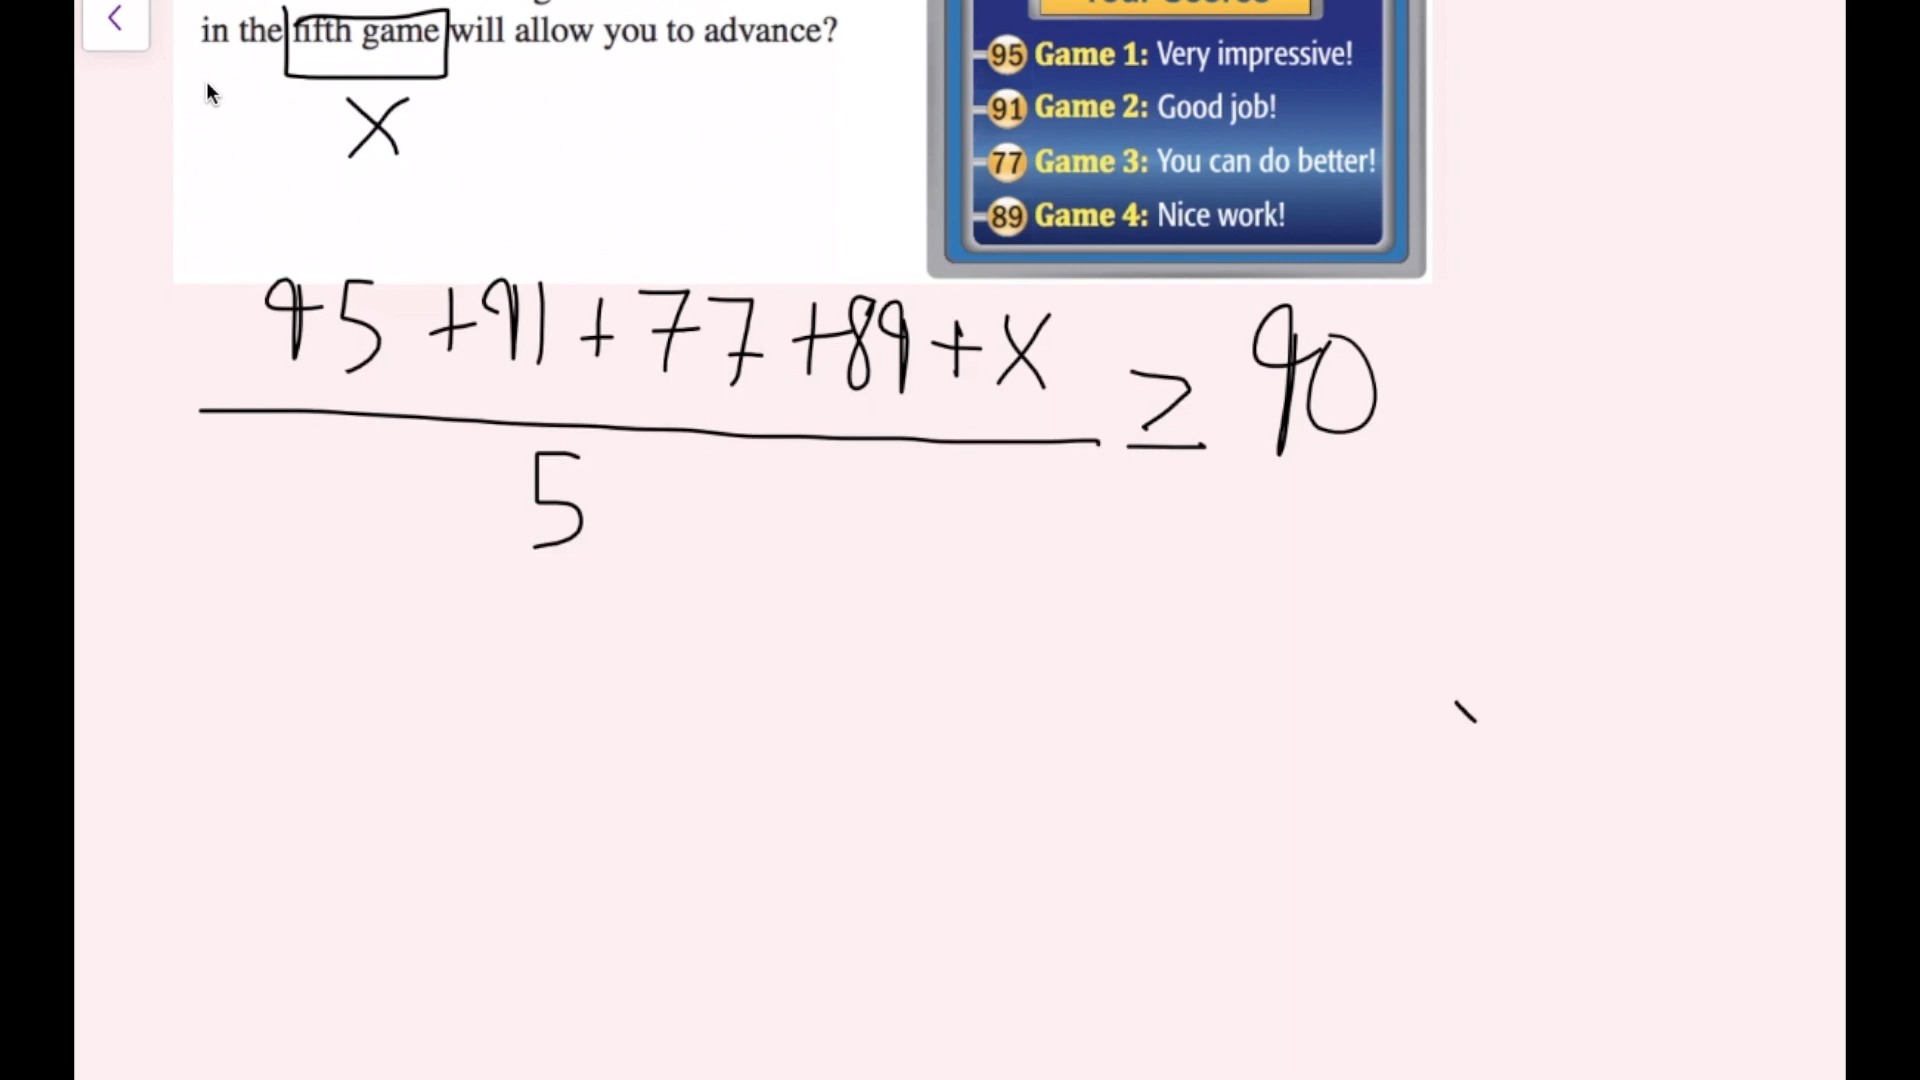 in the fifth game will allow you to advance?
X
95 Game 1: Very impressive!
91 Game 2: Good job!
77 Game 3: You can do better!
89 Game 4: Nice work!
95 + 91 + 77 + 89 + x ≥ 90
5